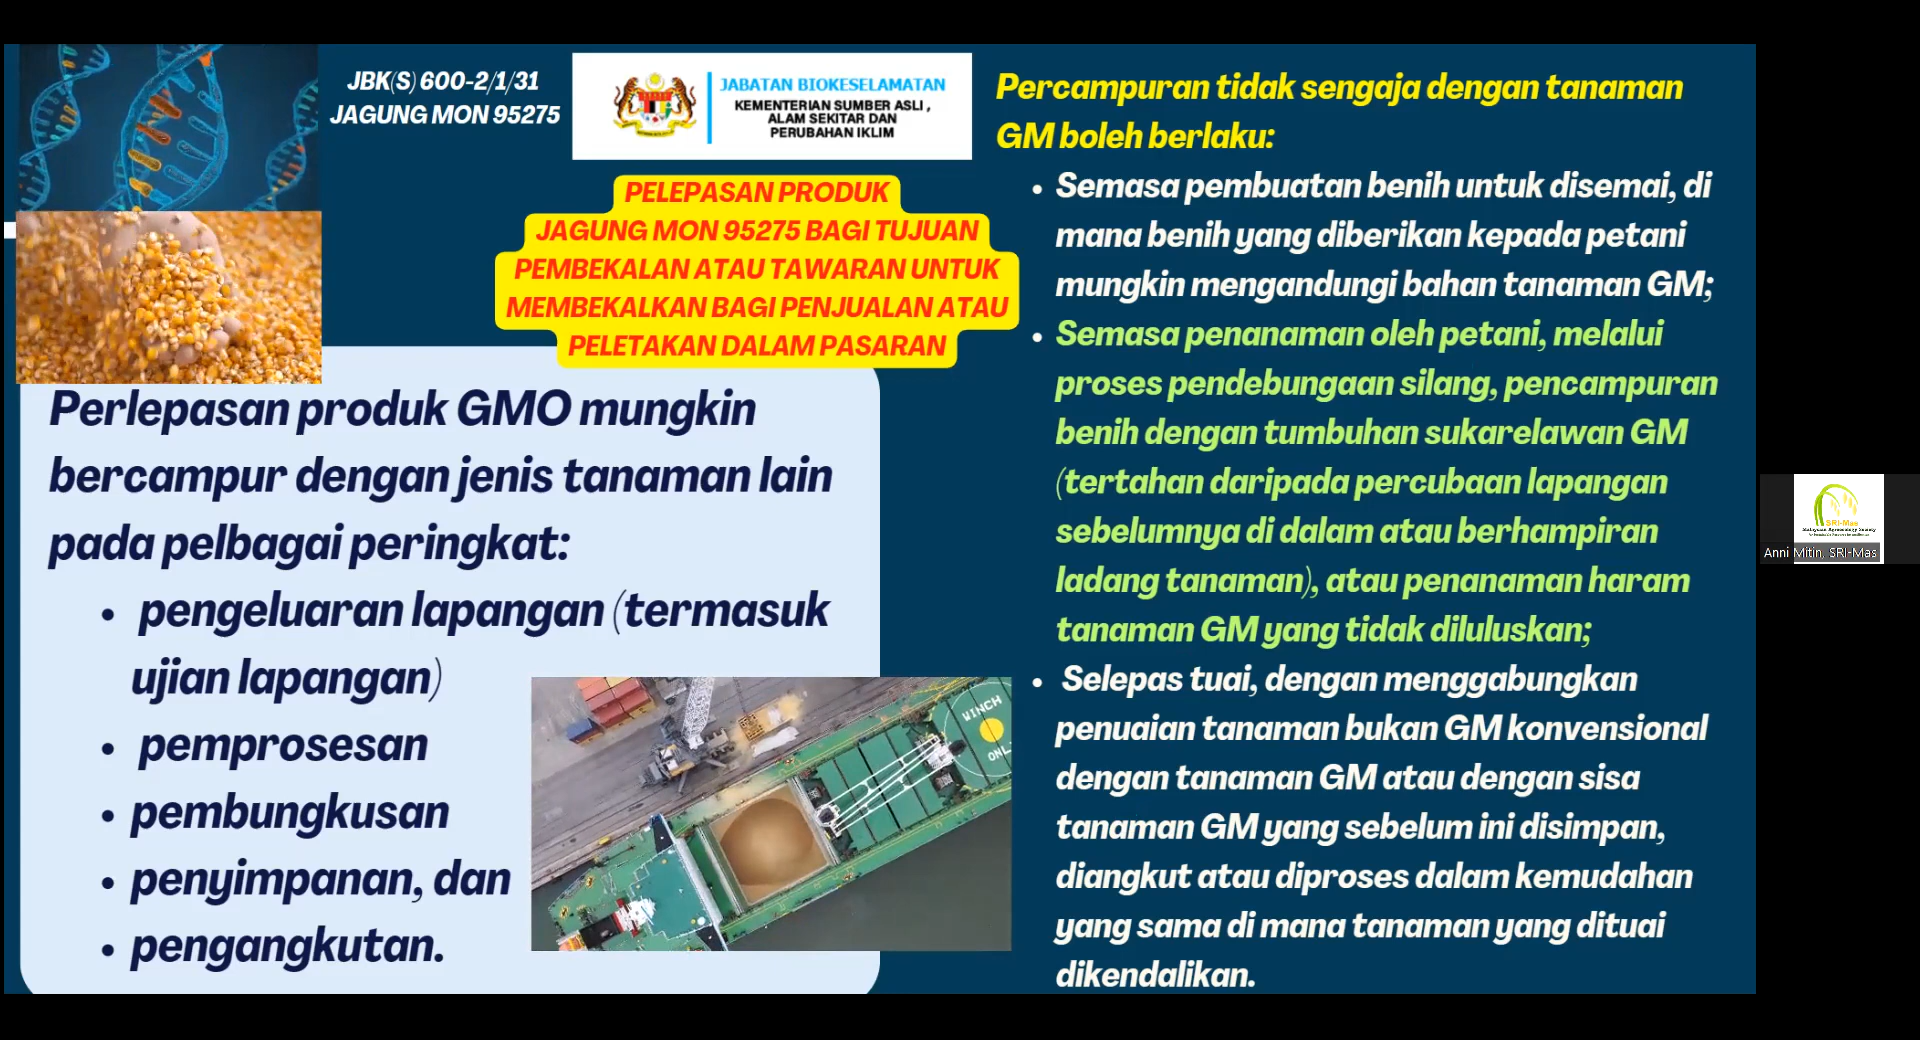 JBK(S) 600-2/1/31
JAGUNG MON 95275
JABATAN BIOKESELAMATAN
KEMENTERIAN SUMBER ASLI,
ALAM SEKITAR DAN
PERUBAHAN IKLIM
PELEPASAN PRODUK
JAGUNG MON 95275 BAGI TUJUAN
PEMBEKALAN ATAU TAWARAN UNTUK
MEMBEKALKAN BAGI PENJUALAN ATAU
PELETAKAN DALAM PASARAN
Perlepasan produk GMO mungkin
bercampur dengan jenis tanaman lain
pada pelbagai peringkat:
• pengeluaran lapangan (termasuk
ujian lapangan)
• pemprosesan
• pembungkusan
• penyimpanan, dan
• pengangkutan.
WINCH
ONL
Percampuran tidak sengaja dengan tanaman
GM boleh berlaku:
• Semasa pembuatan benih untuk disemai, di
mana benih yang diberikan kepada petani
mungkin mengandungi bahan tanaman GM;
• Semasa penanaman oleh petani, melalui
proses pendebungaan silang, pencampuran
benih dengan tumbuhan sukarelawan GM
(tertahan daripada percubaan lapangan
sebelumnya di dalam atau berhampiran
ladang tanaman), atau penanaman haram
tanaman GM yang tidak diluluskan;
• Selepas tuai, dengan menggabungkan
penuaian tanaman bukan GM konvensional
dengan tanaman GM atau dengan sisa
tanaman GM yang sebelum ini disimpan,
diangkut atau diproses dalam kemudahan
yang sama di mana tanaman yang dituai
dikendalikan.
SRI-Mas
Anni Mitin, SRI-Mas